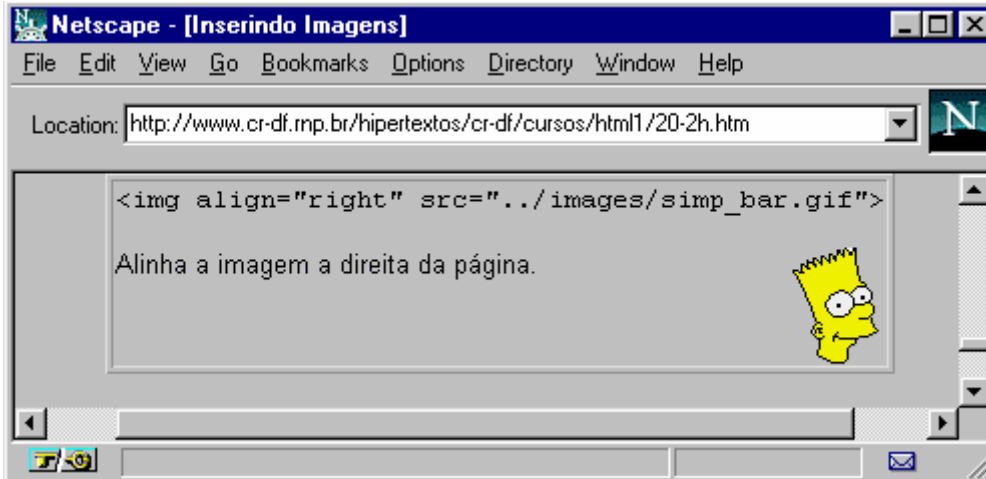 Netscape - [Inserindo Imagens]
File Edit View Go Bookmarks Options Directory Window Help
Location: http://www.cr-df.rnp.br/hipertextos/cr-df/cursos/html1/20-2h.htm
N
<img align="right" src="../images/simp_bar.gif">
Alinha a imagem a direita da página.